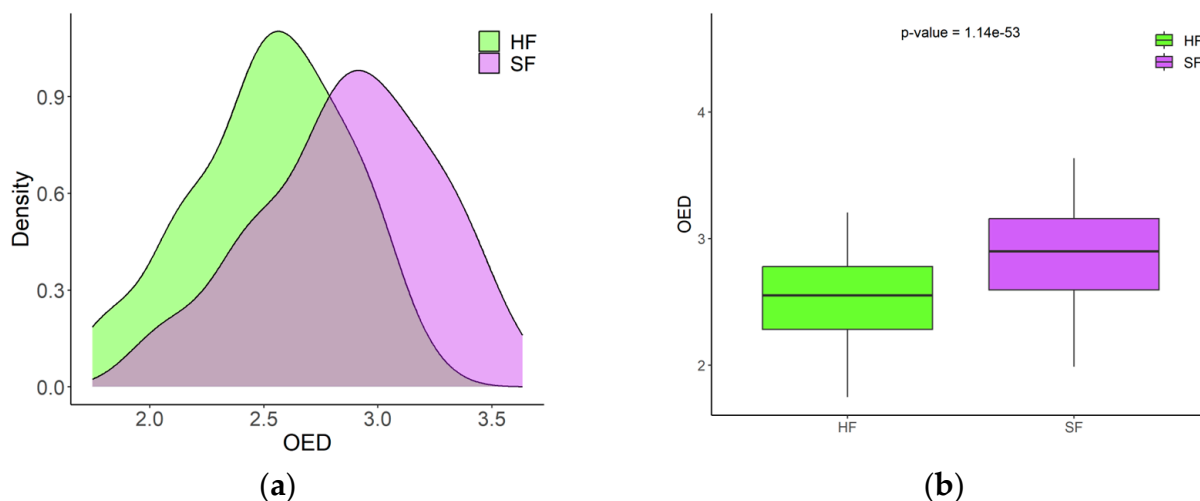 HF
SF
Density
0.9
0.6
0.3
0.0
2.0 2.5 3.0 3.5
OED
(a)
p-value = 1.14e-53
HF
SF
OED
4
3
2
HF SF
(b)